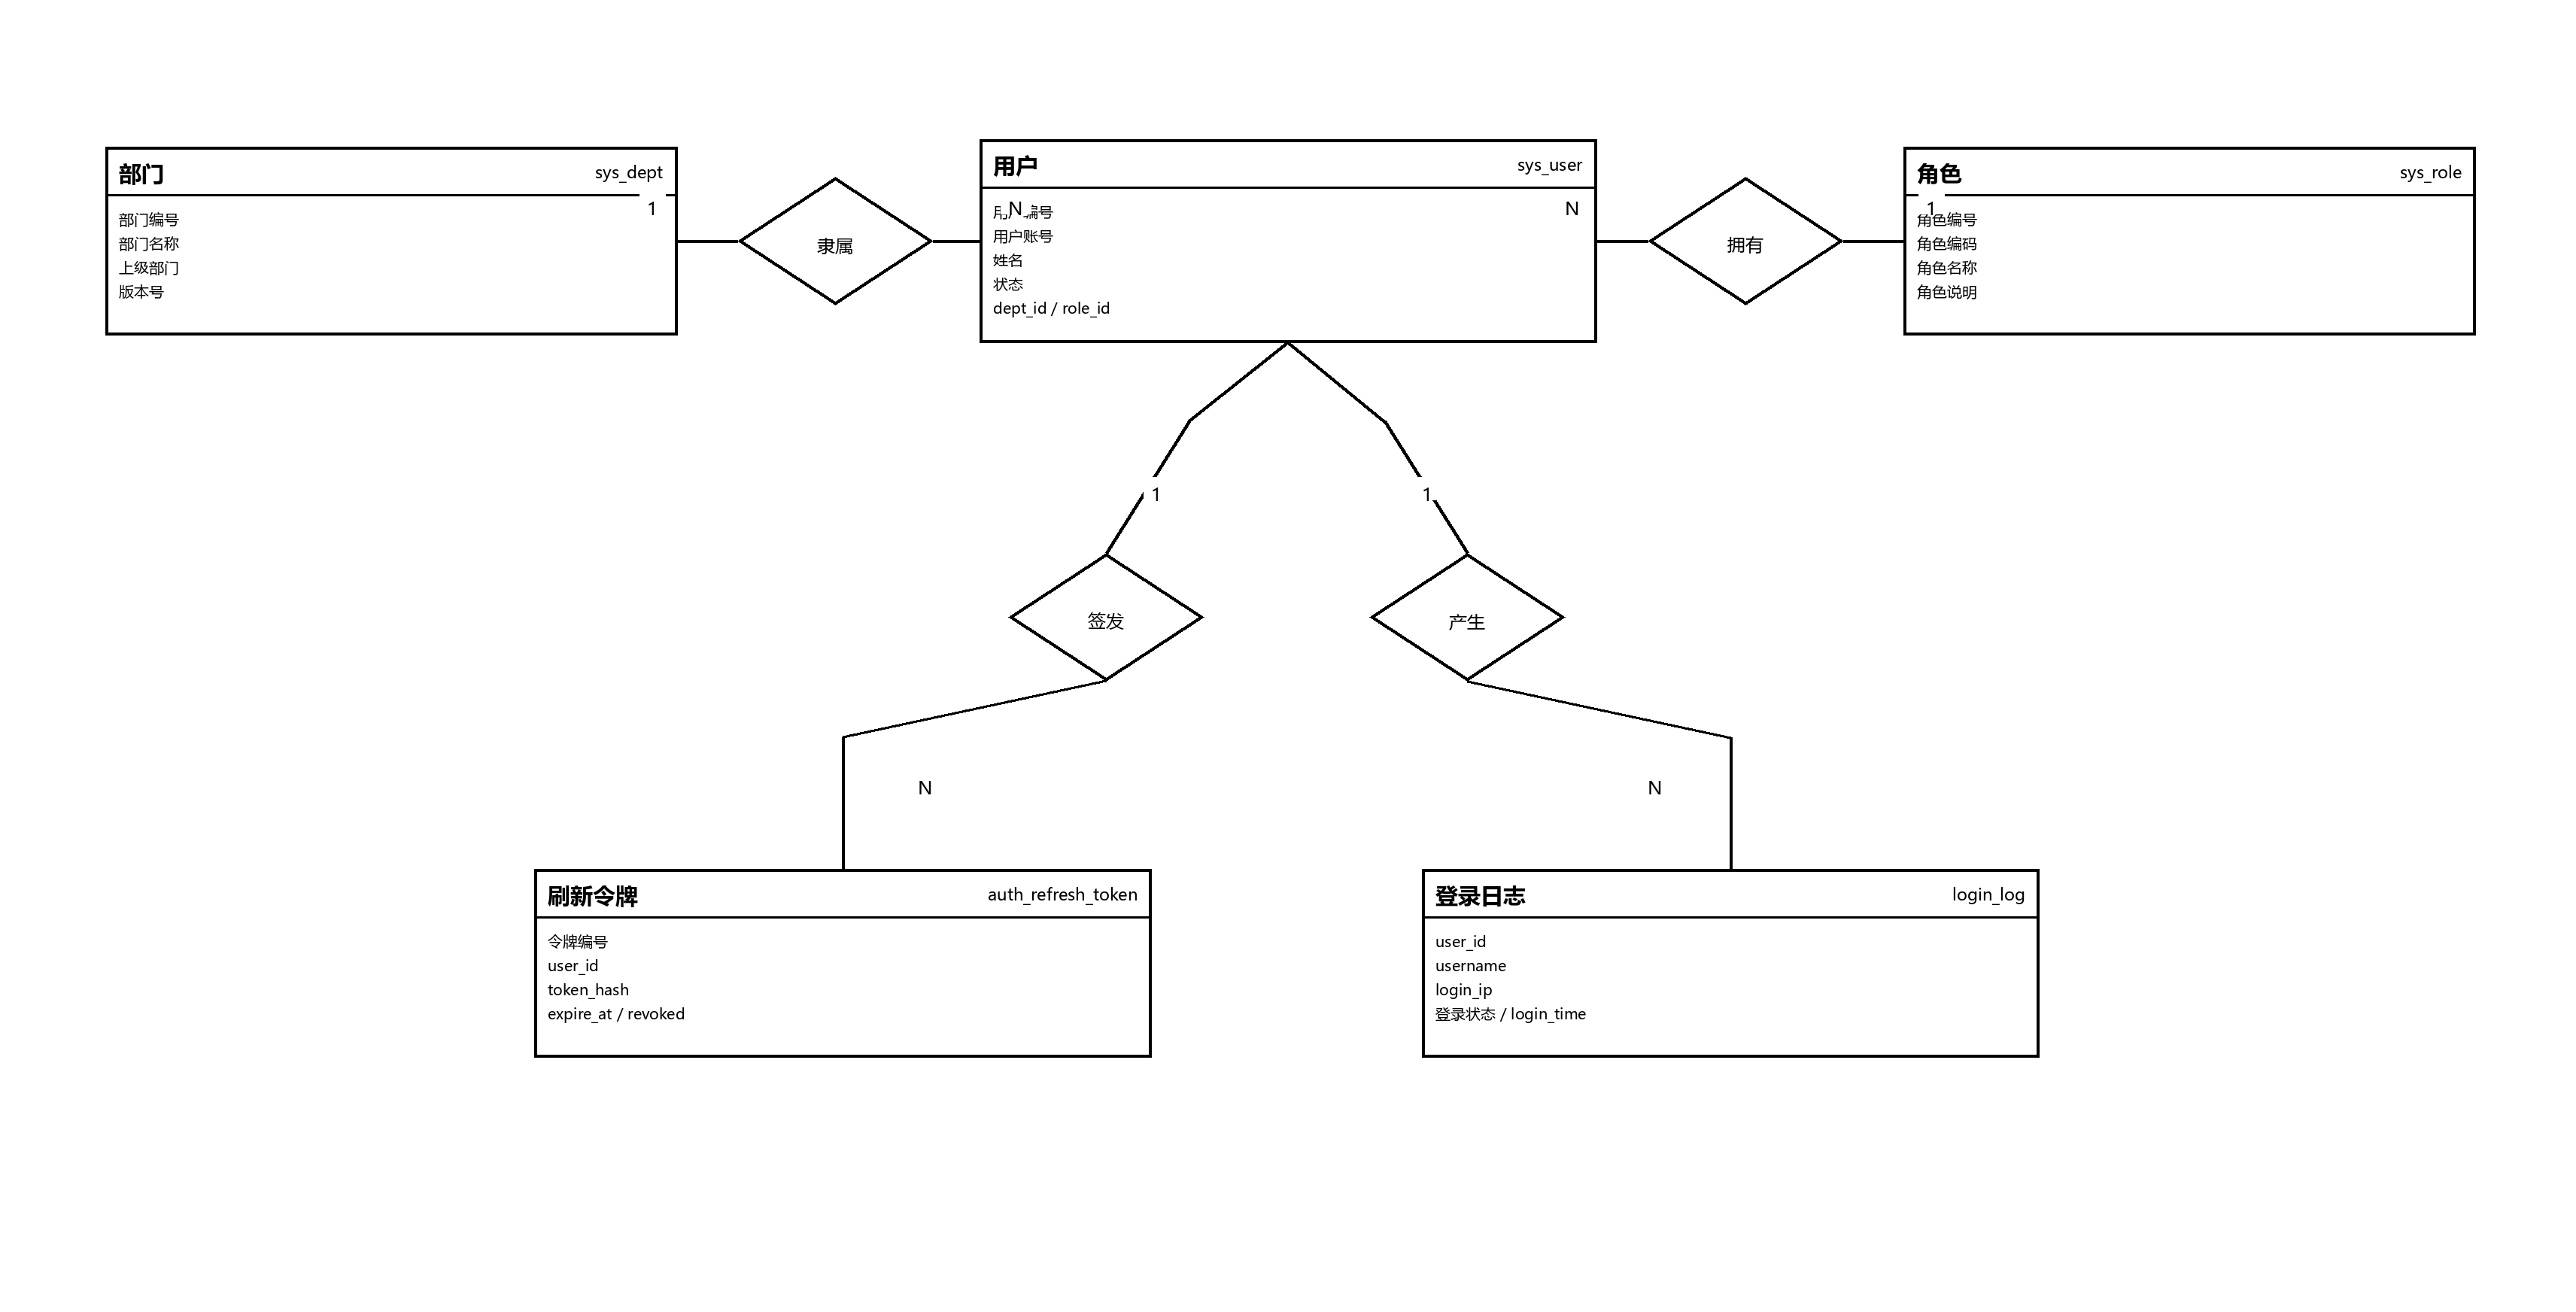 部门 sys_dept
1
部门编号
部门名称
上级部门
版本号
隶属
用户 sys_user
N 编号 N
用户账号
姓名
状态
dept_id / role_id
拥有
角色 sys_role
1
角色编号
角色编码
角色名称
角色说明
1
1
签发
产生
N
N
刷新令牌 auth_refresh_token
令牌编号
user_id
token_hash
expire_at / revoked
登录日志 login_log
user_id
username
login_ip
登录状态 / login_time